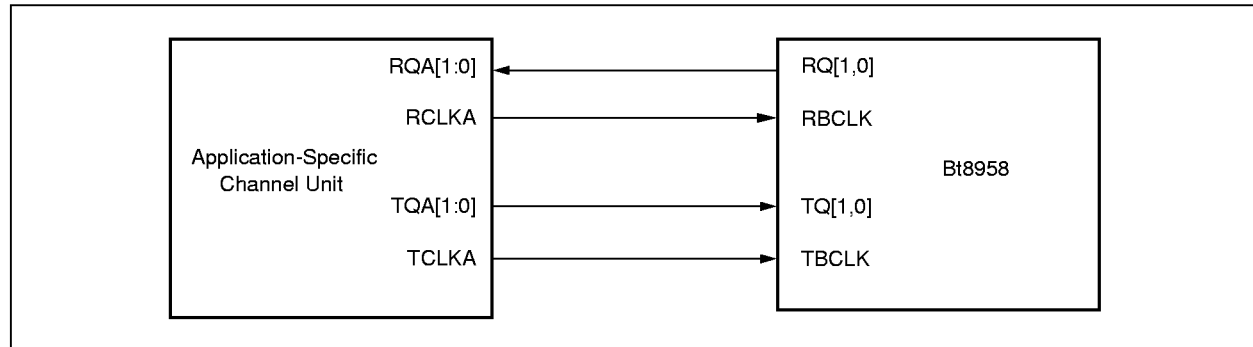 RQA[1:0]
RCLKA
Application-Specific
Channel Unit
TQA[1:0]
TCLKA
RQ[1,0]
RBCLK
Bt8958
TQ[1,0]
TBCLK